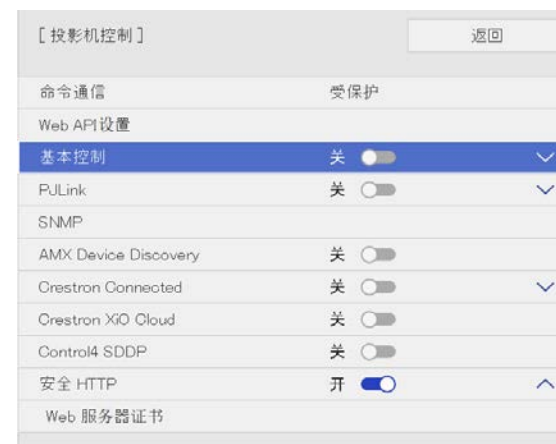 [投影机控制] 返回
命令通信 受保护
Web API设置
基本控制 关
PJLink 关
SNMP
AMX Device Discovery 关
Crestron Connected 关
Crestron XiO Cloud 关
Control4 SDDP 关
安全 HTTP 开
Web 服务器证书